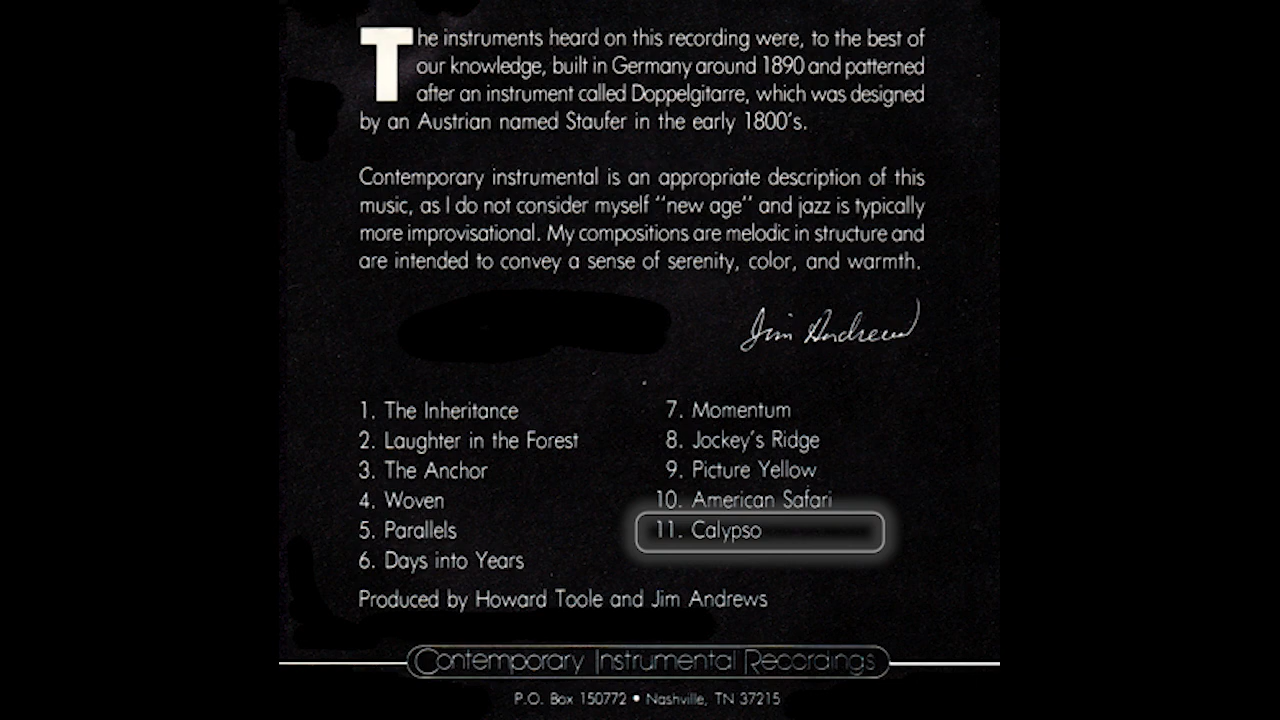 The instruments heard on this recording were, to the best of
our knowledge, built in Germany around 1890 and patterned
after an instrument called Doppelgitarre, which was designed
by an Austrian named Staufer in the early 1800's.
Contemporary instrumental is an appropriate description of this
music, as I do not consider myself "new age" and jazz is typically
more improvisational. My compositions are melodic in structure and
are intended to convey a sense of serenity, color, and warmth.
Jim Andrews
1. The Inheritance
2. Laughter in the Forest
3. The Anchor
4. Woven
5. Parallels
6. Days into Years
7. Momentum
8. Jockey's Ridge
9. Picture Yellow
10. American Safari
11. Calypso
Produced by Howard Toole and Jim Andrews
Contemporary Instrumental Recordings
P.O. Box 150772 • Nashville, TN 37215